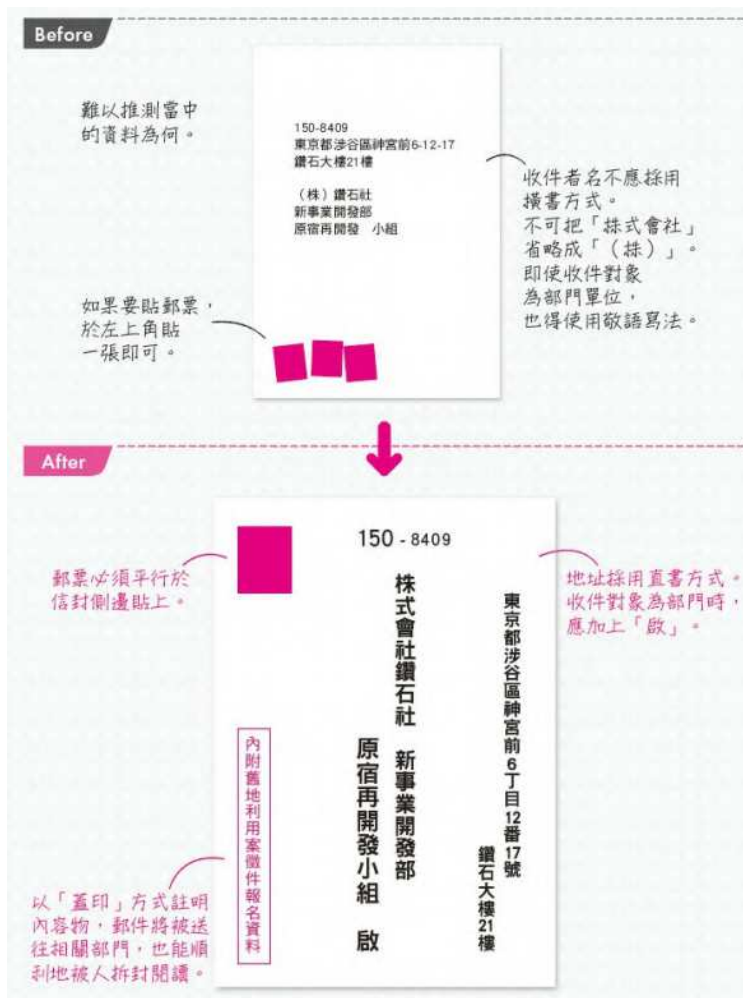 Before
難以推測當中
的資料為何。
150-8409
東京都涉谷區神宮前6-12-17
鑽石大樓21樓
（株）鑽石社
新事業開發部
原宿再開發　小組
收件者名不應採用
橫書方式。
不可把「株式會社」
省略成「（株）」。
即使收件對象
為部門單位，
也得使用敬語寫法。
如果要貼郵票，
於左上角貼
一張即可。
After
郵票必須平行於
信封側邊貼上。
150 - 8409
地址採用直書方式。
收件對象為部門時，
應加上「啟」。
東京都涉谷區神宮前6丁目12番17號
鑽石大樓21樓
株式會社鑽石社　新事業開發部
原宿再開發小組　啟
內附舊地利用案徵件報名資料
以「蓋印」方式註明
內容物，郵件將被送
往相關部門，也能順
利地被人拆封閱讀。